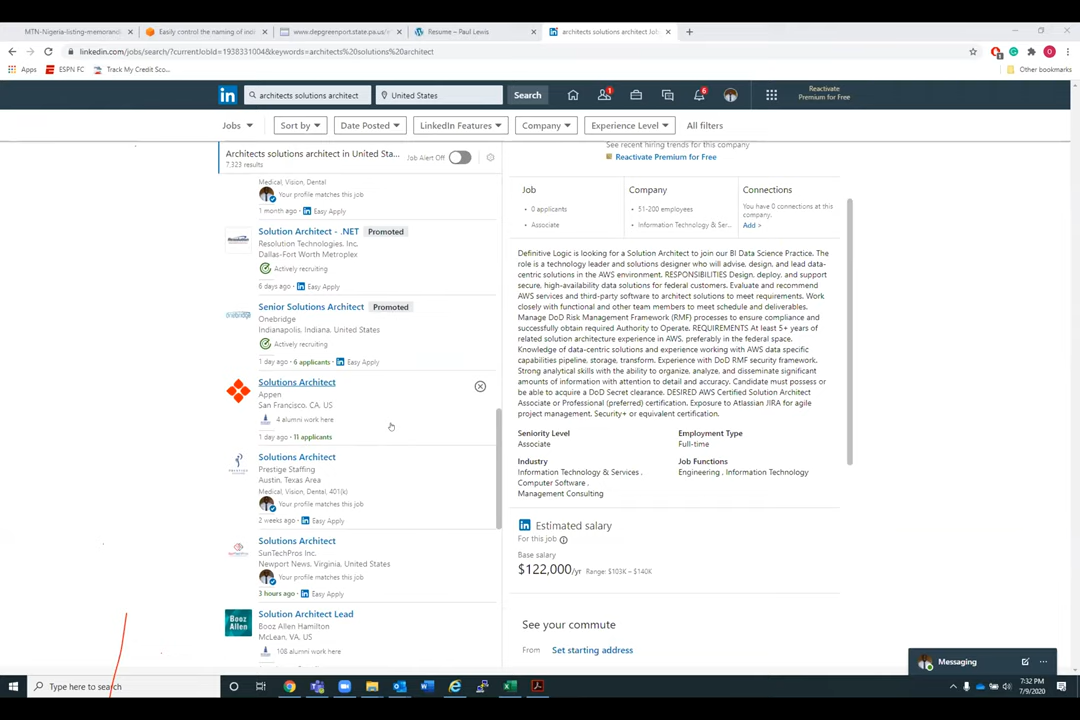 MTN-Nigeria-listing-memorand
Easily control the naming of indi
www.depgreenport.state.pa.us/e
Resume – Paul Lewis
architects solutions architect Job
linkedin.com/jobs/search/?currentJobId=1938331004&keywords=architects%20solutions%20architect
Apps
ESPN FC
Track My Credit Sco...
Other bookmarks
architects solutions architect
United States
Search
Reactivate
Premium for Free
Jobs
Sort by
Date Posted
LinkedIn Features
Company
Experience Level
All filters
Architects solutions architect in United Sta...
Job Alert Off
7,323 results
Medical, Vision, Dental
Your profile matches this job
1 month ago · Easy Apply
Solution Architect - .NET Promoted
Resolution Technologies, Inc.
Dallas-Fort Worth Metroplex
Actively recruiting
6 days ago · Easy Apply
Senior Solutions Architect Promoted
Onebridge
Indianapolis, Indiana, United States
Actively recruiting
1 day ago · 6 applicants Easy Apply
Solutions Architect
Appen
San Francisco, CA, US
4 alumni work here
1 day ago · 11 applicants
Solutions Architect
Prestige Staffing
Austin, Texas Area
Medical, Vision, Dental, 401(k)
Your profile matches this job
2 weeks ago · Easy Apply
Solutions Architect
SunTechPros Inc.
Newport News, Virginia, United States
Your profile matches this job
3 hours ago · Easy Apply
Solution Architect Lead
Booz Allen
Booz Allen Hamilton
McLean, VA, US
108 alumni work here
See recent hiring trends for this company
Reactivate Premium for Free
Job
· 0 applicants
· Associate
Company
· 51-200 employees
· Information Technology & Ser...
Connections
You have 0 connections at this
company.
Add >
Definitive Logic is looking for a Solution Architect to join our BI Data Science Practice. The
role is a technology leader and solutions designer who will advise, design, and lead data-
centric solutions in the AWS environment. RESPONSIBILITIES Design, deploy, and support
secure, high-availability data solutions for federal customers. Evaluate and recommend
AWS services and third-party software to architect solutions to meet requirements. Work
closely with functional and other team members to meet schedule and deliverables.
Manage DoD Risk Management Framework (RMF) processes to ensure compliance and
successfully obtain required Authority to Operate. REQUIREMENTS At least 5+ years of
related solution architecture experience in AWS, preferably in the federal space.
Knowledge of data-centric solutions and experience working with AWS data specific
capabilities pipeline, storage, transform. Experience with DoD RMF security framework.
Strong analytical skills with the ability to organize, analyze, and disseminate significant
amounts of information with attention to detail and accuracy. Candidate must possess or
be able to acquire a DoD Secret clearance. DESIRED AWS Certified Solution Architect
Associate or Professional (preferred) certification. Exposure to Atlassian JIRA for agile
project management. Security+ or equivalent certification.
Seniority Level
Associate
Employment Type
Full-time
Industry
Information Technology & Services ,
Computer Software ,
Management Consulting
Job Functions
Engineering , Information Technology
Estimated salary
For this job
Base salary
$122,000/yr Range: $103K – $140K
See your commute
From Set starting address
Messaging
Type here to search
7:32 PM
7/9/2020